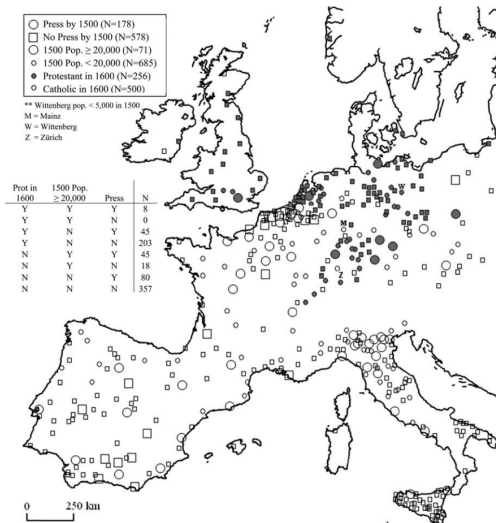 Press by 1500 (N=178)
No Press by 1500 (N=578)
1500 Pop. ≥ 20,000 (N=71)
1500 Pop. < 20,000 (N=685)
Protestant in 1600 (N=256)
Catholic in 1600 (N=500)
** Wittenberg pop. < 5,000 in 1500
M = Mainz
W = Wittenberg
Z = Zürich
Prot in 1500 Pop.
1600 ≥ 20,000 Press N
Y Y Y 8
Y Y N 0
Y N Y 45
Y N N 203
N Y Y 45
N Y N 18
N N Y 80
N N N 357
W
M
Z
0 250 km